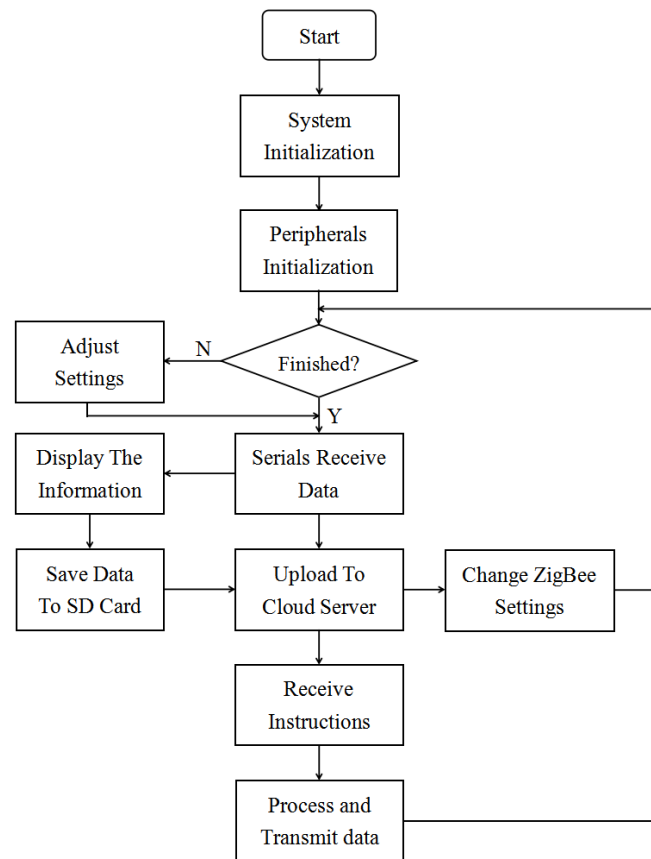 Start
System
Initialization
Peripherals
Initialization
Adjust
Settings
N
Finished?
Y
Display The
Information
Serials Receive
Data
Save Data
To SD Card
Upload To
Cloud Server
Change ZigBee
Settings
Receive
Instructions
Process and
Transmit data